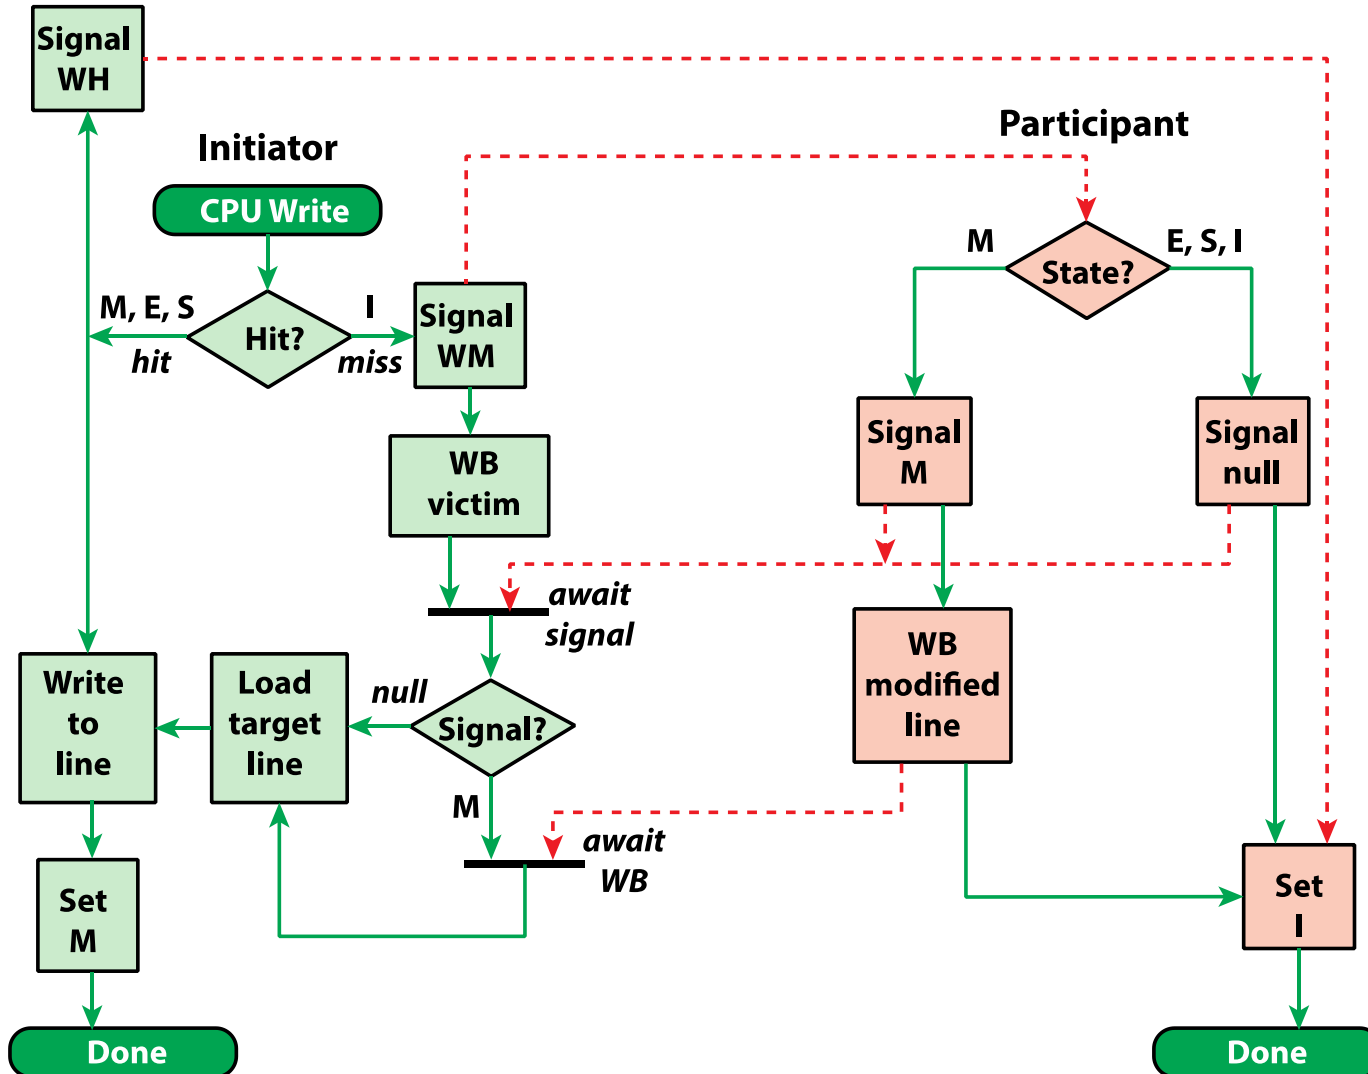 Signal
WH
Initiator
Participant
CPU Write
M, E, S
hit
Hit?
I
miss
Signal
WM
M
State?
E, S, I
WB
victim
Signal
M
Signal
null
await
signal
Write
to
line
Load
target
line
null
Signal?
M
WB
modified
line
await
WB
Set
M
Set
I
Done
Done